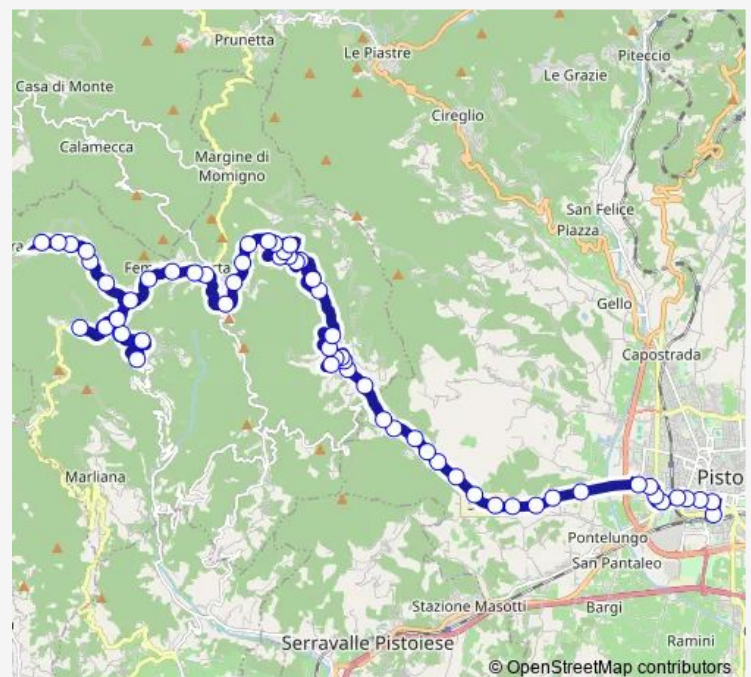 Prunetta
Le Piastre
Piteccio
Le Grazie
Casa di Monte
Cireglio
Calamecca
Margine di
Momigno
San Felice
Piazza
Gello
Capostrada
Marliana
Pisto
Pontelungo
San Pantaleo
Stazione Masotti
Bargi
Serravalle Pistoiese
Ramini
© OpenStreetMap contributors